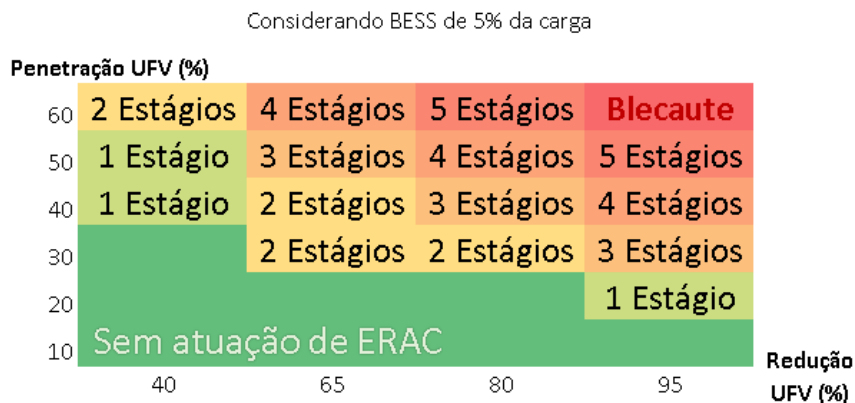 Considerando BESS de 5% da carga
Penetração UFV (%)
60 2 Estágios 4 Estágios 5 Estágios Blecaute
50 1 Estágio 3 Estágios 4 Estágios 5 Estágios
40 1 Estágio 2 Estágios 3 Estágios 4 Estágios
30 2 Estágios 2 Estágios 3 Estágios
20 1 Estágio
10 Sem atuação de ERAC
40 65 80 95
Redução
UFV (%)